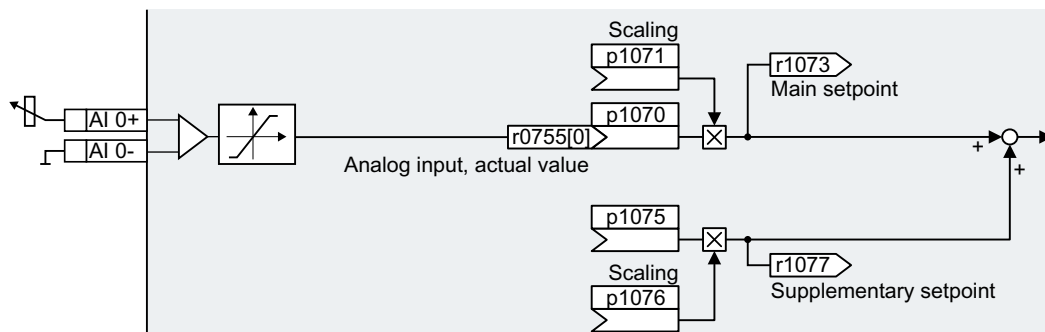 Scaling
p1071
r1073
Main setpoint
AI 0+
p1070
r0755[0]
AI 0-
Analog input, actual value
+
+
p1075
r1077
Scaling
Supplementary setpoint
p1076